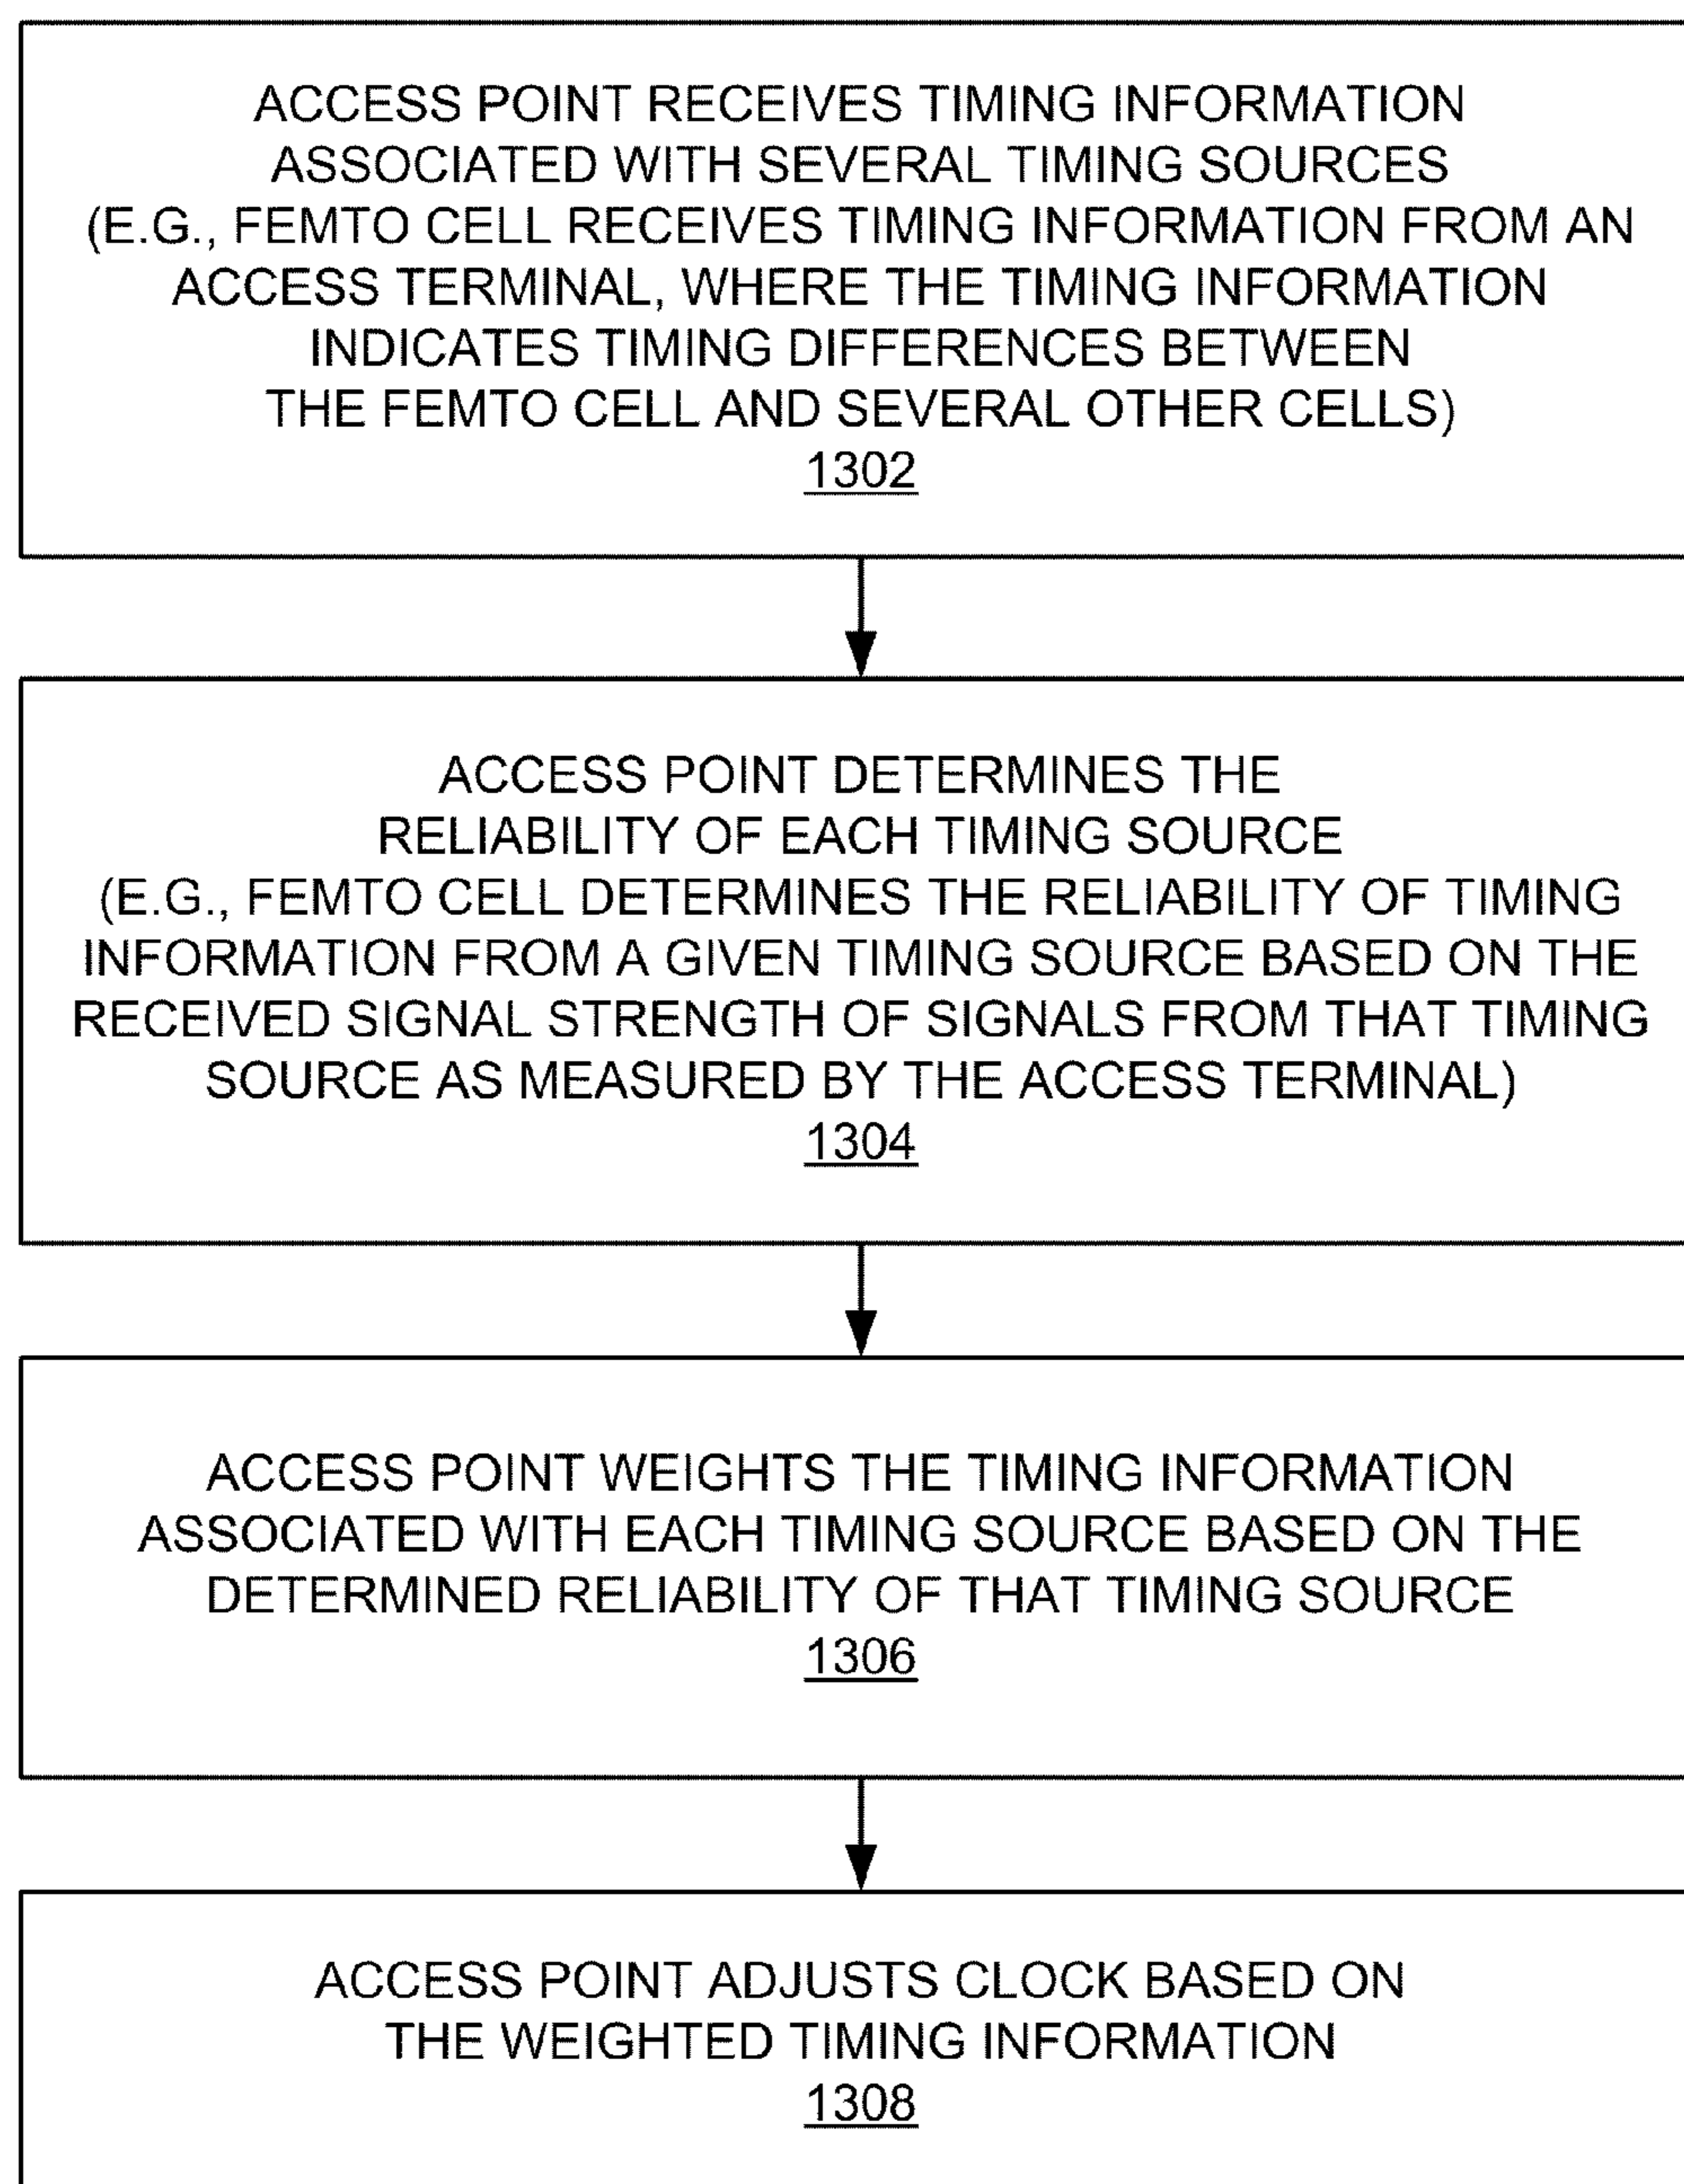 ACCESS POINT RECEIVES TIMING INFORMATION
ASSOCIATED WITH SEVERAL TIMING SOURCES
(E.G., FEMTO CELL RECEIVES TIMING INFORMATION FROM AN
ACCESS TERMINAL, WHERE THE TIMING INFORMATION
INDICATES TIMING DIFFERENCES BETWEEN
THE FEMTO CELL AND SEVERAL OTHER CELLS)
1302
ACCESS POINT DETERMINES THE
RELIABILITY OF EACH TIMING SOURCE
(E.G., FEMTO CELL DETERMINES THE RELIABILITY OF TIMING
INFORMATION FROM A GIVEN TIMING SOURCE BASED ON THE
RECEIVED SIGNAL STRENGTH OF SIGNALS FROM THAT TIMING
SOURCE AS MEASURED BY THE ACCESS TERMINAL)
1304
ACCESS POINT WEIGHTS THE TIMING INFORMATION
ASSOCIATED WITH EACH TIMING SOURCE BASED ON THE
DETERMINED RELIABILITY OF THAT TIMING SOURCE
1306
ACCESS POINT ADJUSTS CLOCK BASED ON
THE WEIGHTED TIMING INFORMATION
1308